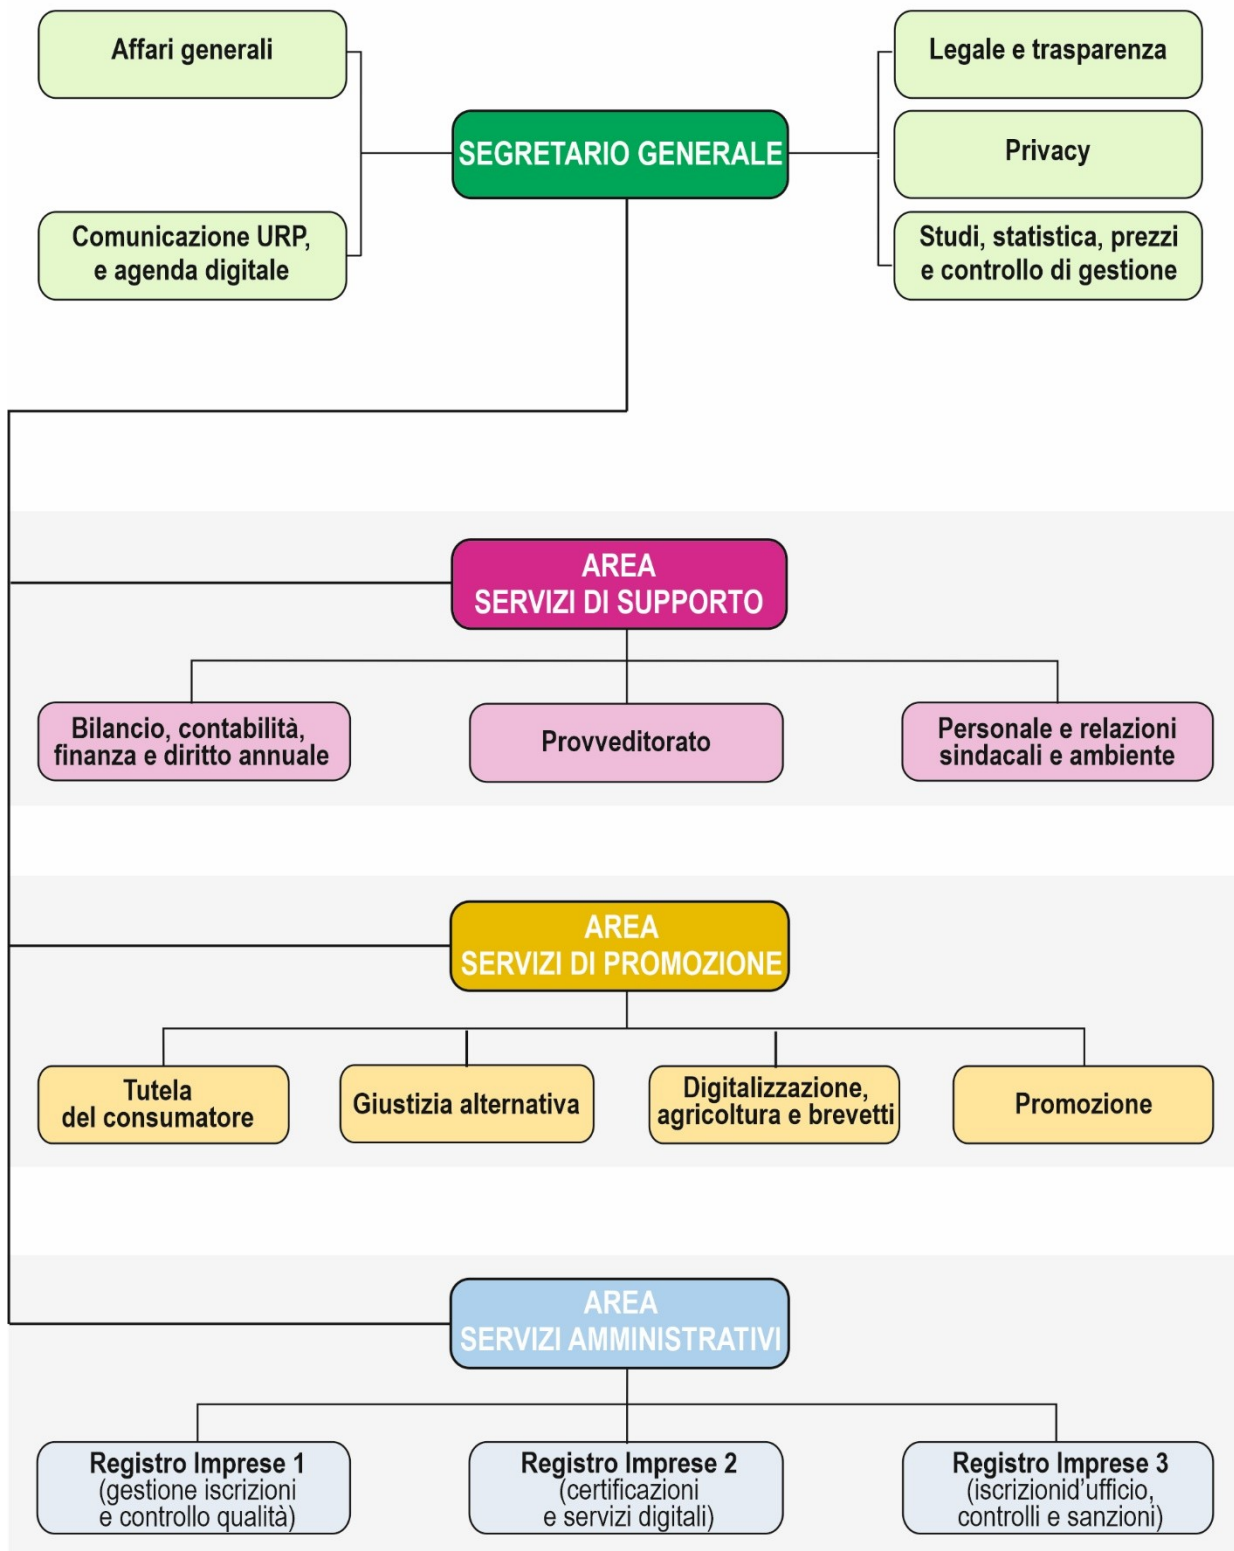 Affari generali
Legale e trasparenza
SEGRETARIO GENERALE
Privacy
Comunicazione URP,
e agenda digitale
Studi, statistica, prezzi
e controllo di gestione
AREA
SERVIZI DI SUPPORTO
Bilancio, contabilità,
finanza e diritto annuale
Provveditorato
Personale e relazioni
sindacali e ambiente
AREA
SERVIZI DI PROMOZIONE
Tutela
del consumatore
Giustizia alternativa
Digitalizzazione,
agricoltura e brevetti
Promozione
AREA
SERVIZI AMMINISTRATIVI
Registro Imprese 1
(gestione iscrizioni
e controllo qualità)
Registro Imprese 2
(certificazioni
e servizi digitali)
Registro Imprese 3
(iscrizionid'ufficio,
controlli e sanzioni)